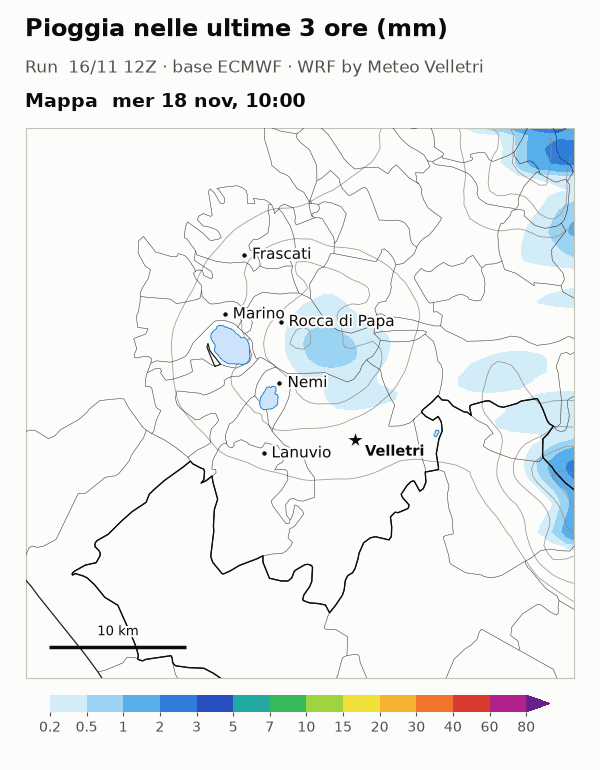 Pioggia nelle ultime 3 ore (mm)
Run 16/11 12Z · base ECMWF · WRF by Meteo Velletri
Mappa mer 18 nov, 10:00
Frascati
Marino
Rocca di Papa
Nemi
Velletri
Lanuvio
10 km
0.2 0.5 1 2 3 5 7 10 15 20 30 40 60 80